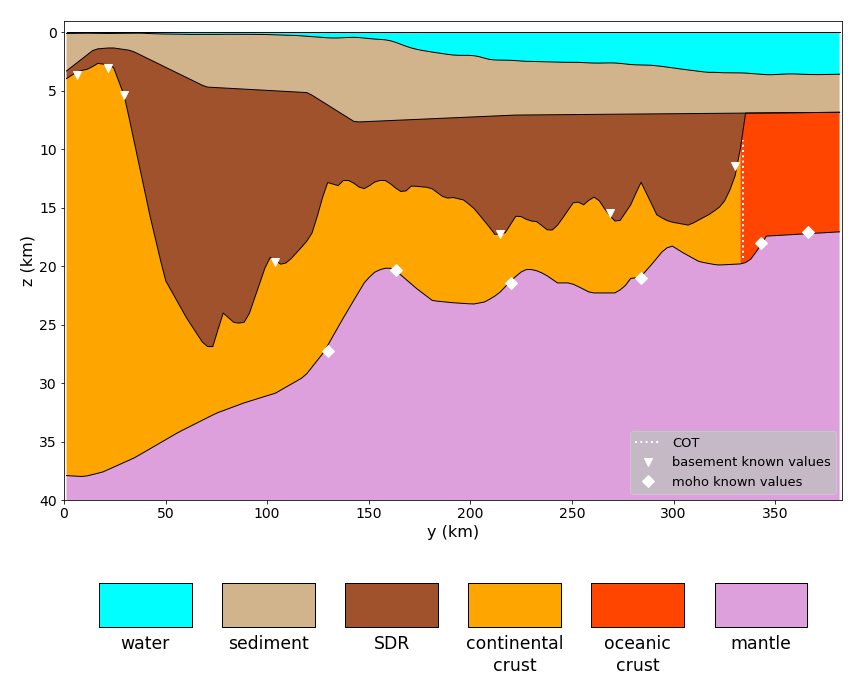 0
5
10
15
20
25
30
35
40
z (km)
COT
basement known values
moho known values
0 50 100 150 200 250 300 350
y (km)
water sediment SDR continental oceanic mantle
crust crust